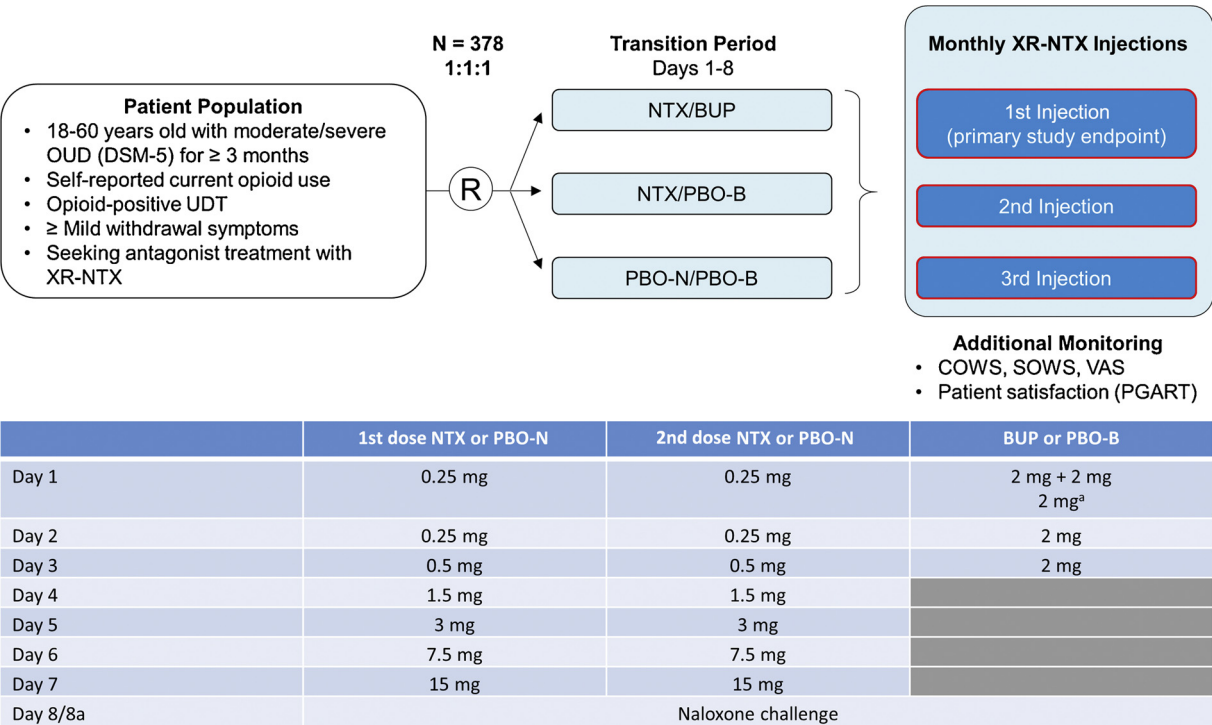 N = 378
1:1:1
Transition Period
Days 1-8
Monthly XR-NTX Injections
Patient Population
• 18-60 years old with moderate/severe
OUD (DSM-5) for ≥ 3 months
• Self-reported current opioid use
• Opioid-positive UDT
• ≥ Mild withdrawal symptoms
• Seeking antagonist treatment with
XR-NTX
R
NTX/BUP
NTX/PBO-B
PBO-N/PBO-B
1st Injection
(primary study endpoint)
2nd Injection
3rd Injection
Additional Monitoring
• COWS, SOWS, VAS
• Patient satisfaction (PGART)
1st dose NTX or PBO-N 2nd dose NTX or PBO-N BUP or PBO-B
Day 1 0.25 mg 0.25 mg 2 mg + 2 mg
2 mgᵃ
Day 2 0.25 mg 0.25 mg 2 mg
Day 3 0.5 mg 0.5 mg 2 mg
Day 4 1.5 mg 1.5 mg
Day 5 3 mg 3 mg
Day 6 7.5 mg 7.5 mg
Day 7 15 mg 15 mg
Day 8/8a Naloxone challenge